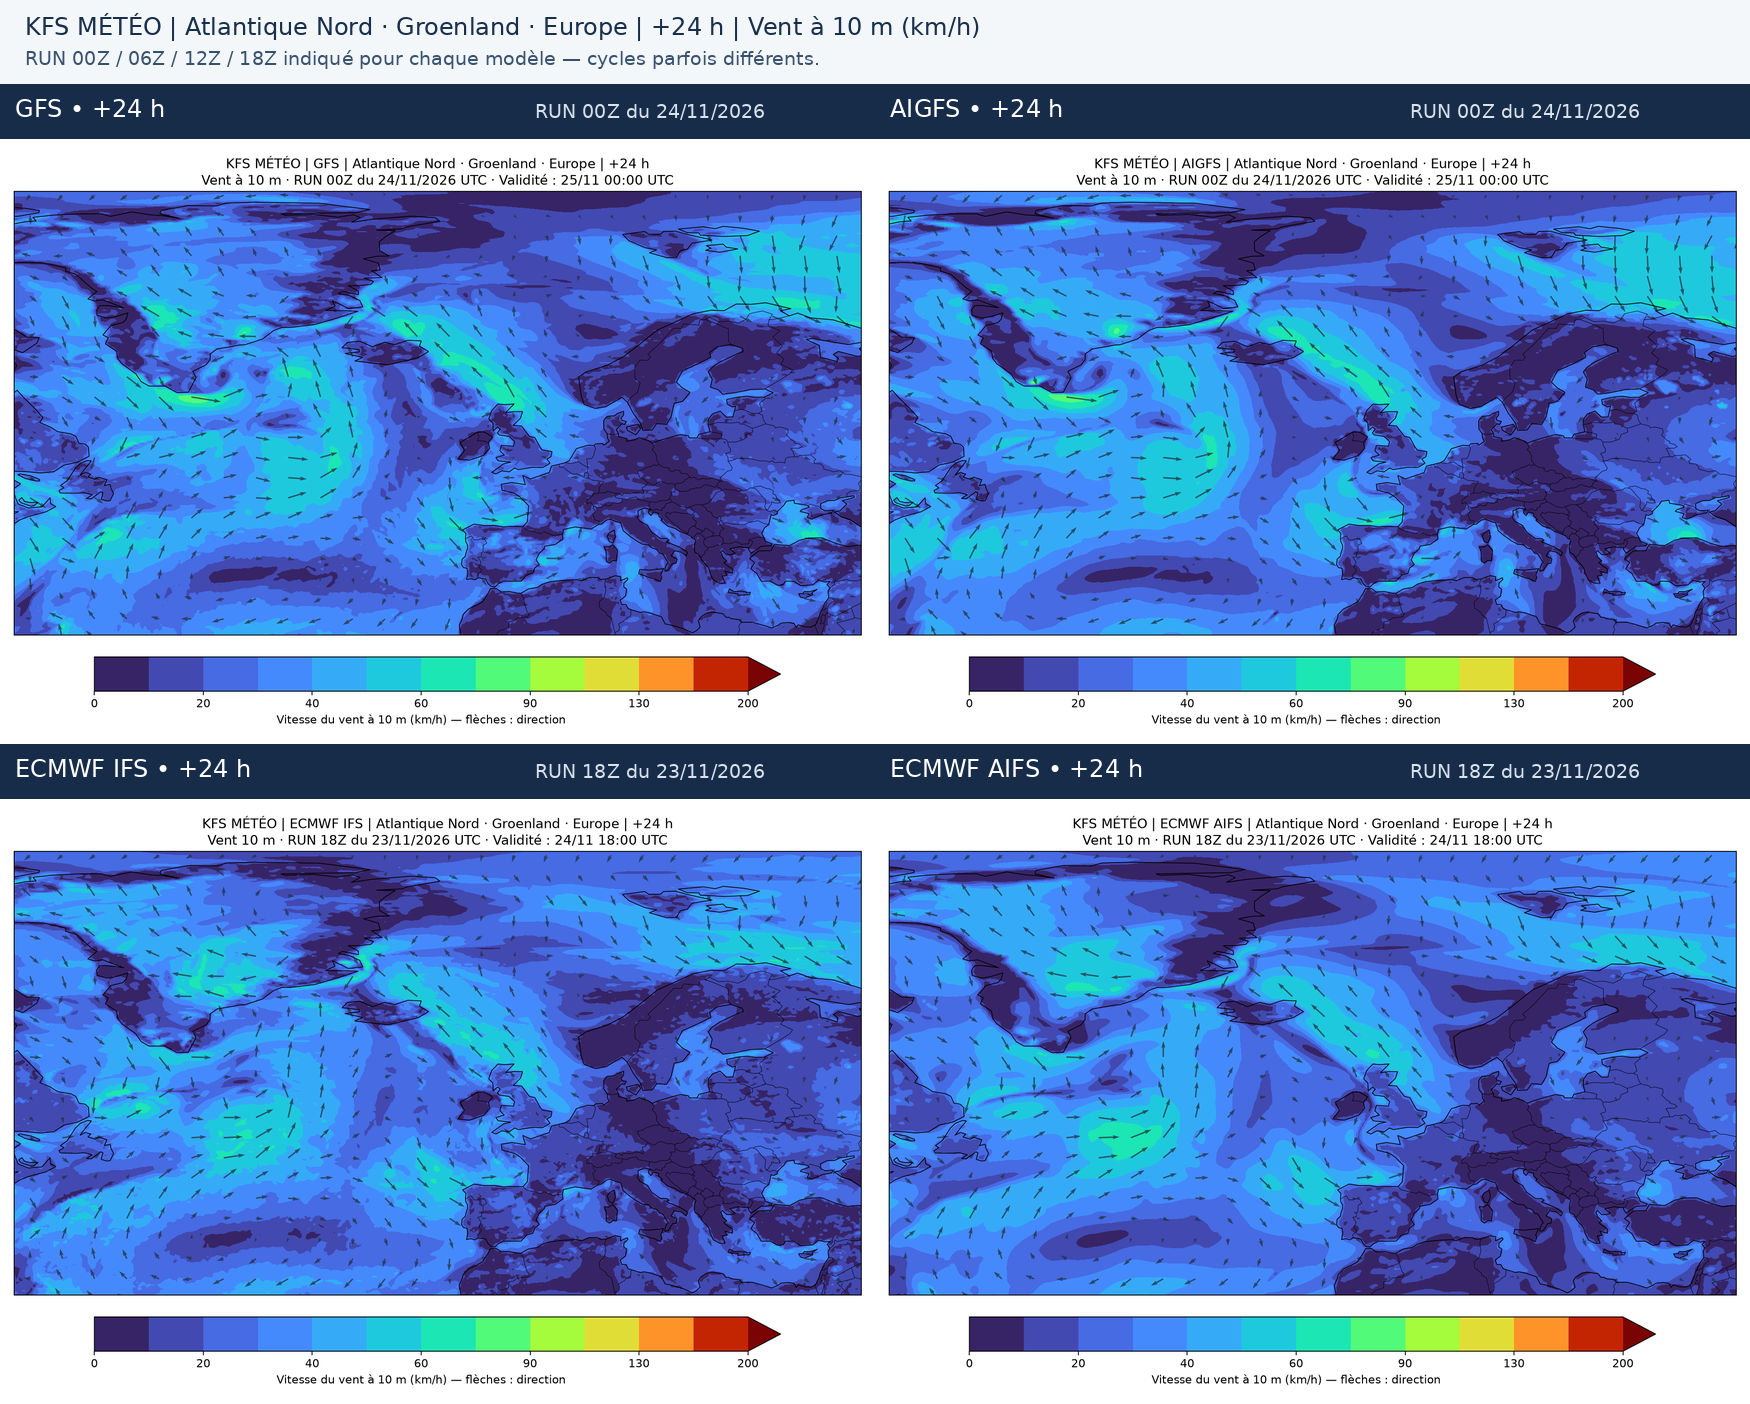 KFS MÉTÉO | Atlantique Nord · Groenland · Europe | +24 h | Vent à 10 m (km/h)
RUN 00Z / 06Z / 12Z / 18Z indiqué pour chaque modèle — cycles parfois différents.
GFS • +24 h
RUN 00Z du 24/11/2026
KFS MÉTÉO | GFS | Atlantique Nord · Groenland · Europe | +24 h
Vent à 10 m · RUN 00Z du 24/11/2026 UTC · Validité : 25/11 00:00 UTC
0 20 40 60 90 130 200
Vitesse du vent à 10 m (km/h) — flèches : direction
AIGFS • +24 h
RUN 00Z du 24/11/2026
KFS MÉTÉO | AIGFS | Atlantique Nord · Groenland · Europe | +24 h
Vent à 10 m · RUN 00Z du 24/11/2026 UTC · Validité : 25/11 00:00 UTC
0 20 40 60 90 130 200
Vitesse du vent à 10 m (km/h) — flèches : direction
ECMWF IFS • +24 h
RUN 18Z du 23/11/2026
KFS MÉTÉO | ECMWF IFS | Atlantique Nord · Groenland · Europe | +24 h
Vent 10 m · RUN 18Z du 23/11/2026 UTC · Validité : 24/11 18:00 UTC
0 20 40 60 90 130 200
Vitesse du vent à 10 m (km/h) — flèches : direction
ECMWF AIFS • +24 h
RUN 18Z du 23/11/2026
KFS MÉTÉO | ECMWF AIFS | Atlantique Nord · Groenland · Europe | +24 h
Vent 10 m · RUN 18Z du 23/11/2026 UTC · Validité : 24/11 18:00 UTC
0 20 40 60 90 130 200
Vitesse du vent à 10 m (km/h) — flèches : direction